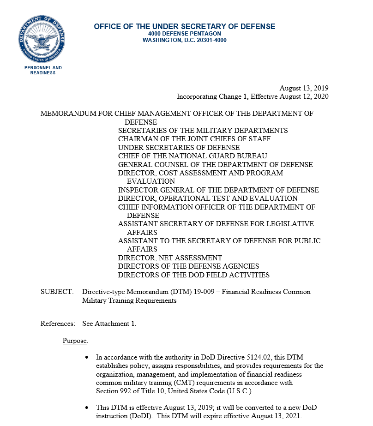 OFFICE OF THE UNDER SECRETARY OF DEFENSE
4000 DEFENSE PENTAGON
WASHINGTON, D.C. 20301-4000
PERSONNEL AND
READINESS
August 13, 2019
Incorporating Change 1, Effective August 12, 2020
MEMORANDUM FOR CHIEF MANAGEMENT OFFICER OF THE DEPARTMENT OF
DEFENSE
SECRETARIES OF THE MILITARY DEPARTMENTS
CHAIRMAN OF THE JOINT CHIEFS OF STAFF
UNDER SECRETARIES OF DEFENSE
CHIEF OF THE NATIONAL GUARD BUREAU
GENERAL COUNSEL OF THE DEPARTMENT OF DEFENSE
DIRECTOR, COST ASSESSMENT AND PROGRAM
EVALUATION
INSPECTOR GENERAL OF THE DEPARTMENT OF DEFENSE
DIRECTOR, OPERATIONAL TEST AND EVALUATION
CHIEF INFORMATION OFFICER OF THE DEPARTMENT OF
DEFENSE
ASSISTANT SECRETARY OF DEFENSE FOR LEGISLATIVE
AFFAIRS
ASSISTANT TO THE SECRETARY OF DEFENSE FOR PUBLIC
AFFAIRS
DIRECTOR, NET ASSESSMENT
DIRECTORS OF THE DEFENSE AGENCIES
DIRECTORS OF THE DOD FIELD ACTIVITIES
SUBJECT: Directive-type Memorandum (DTM) 19-009 – Financial Readiness Common
Military Training Requirements
References: See Attachment 1.
Purpose.
• In accordance with the authority in DoD Directive 5124.02, this DTM
establishes policy, assigns responsibilities, and provides requirements for the
organization, management, and implementation of financial readiness
common military training (CMT) requirements in accordance with
Section 992 of Title 10, United States Code (U.S.C.)
• This DTM is effective August 13, 2019; it will be converted to a new DoD
instruction (DoDI). This DTM will expire effective August 13, 2021.